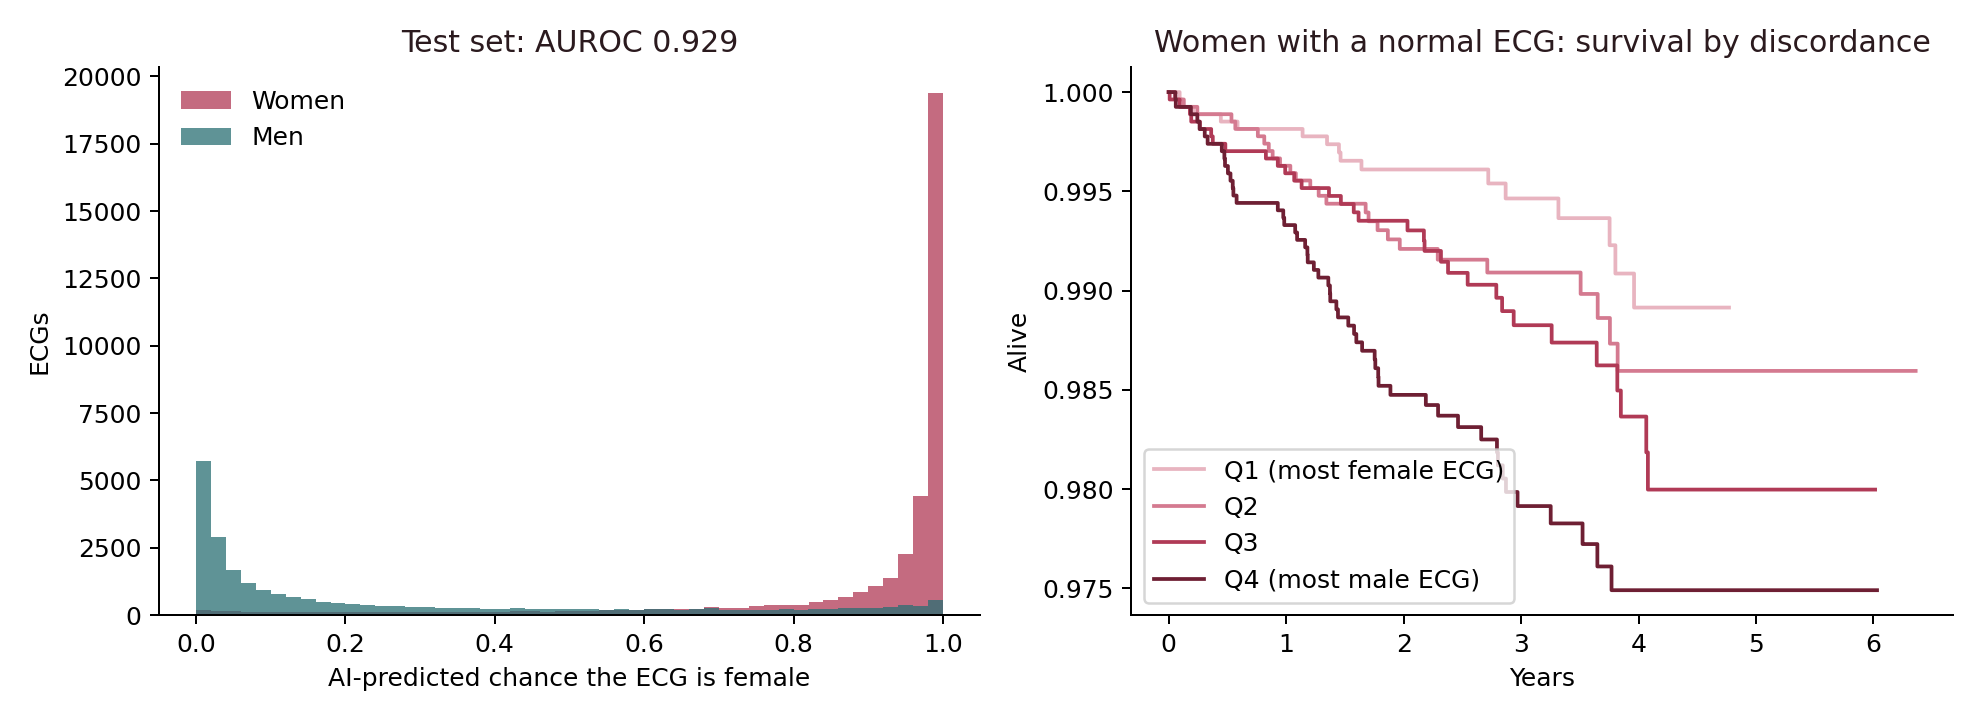 Test set: AUROC 0.929
20000
17500
15000
12500
10000
7500
5000
2500
0
ECGs
Women
Men
0.0 0.2 0.4 0.6 0.8 1.0
AI-predicted chance the ECG is female
Women with a normal ECG: survival by discordance
1.000
0.995
0.990
0.985
0.980
0.975
Alive
Q1 (most female ECG)
Q2
Q3
Q4 (most male ECG)
0 1 2 3 4 5 6
Years